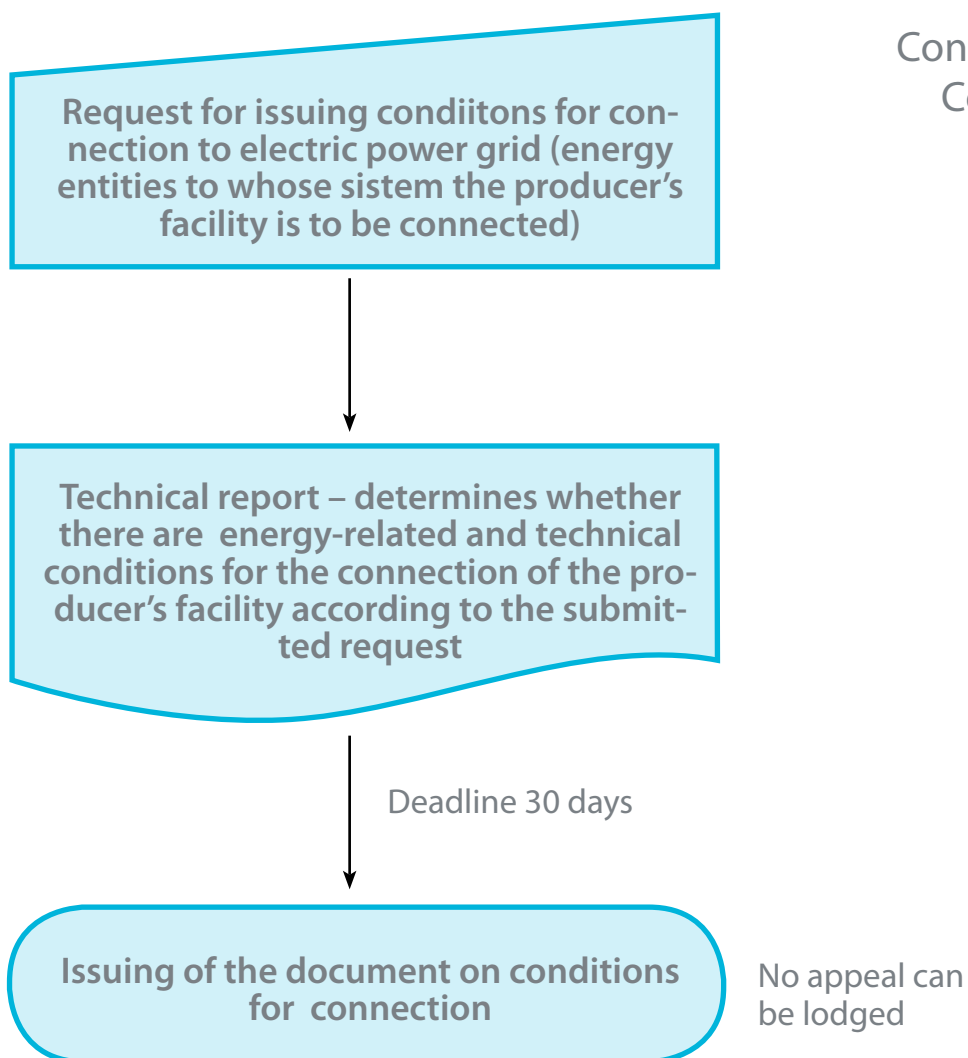 Con
Co
Request for issuing condiitons for con-
nection to electric power grid (energy
entities to whose sistem the producer's
facility is to be connected)
Technical report – determines whether
there are energy-related and technical
conditions for the connection of the pro-
ducer's facility according to the submit-
ted request
Deadline 30 days
Issuing of the document on conditions
for connection
No appeal can
be lodged